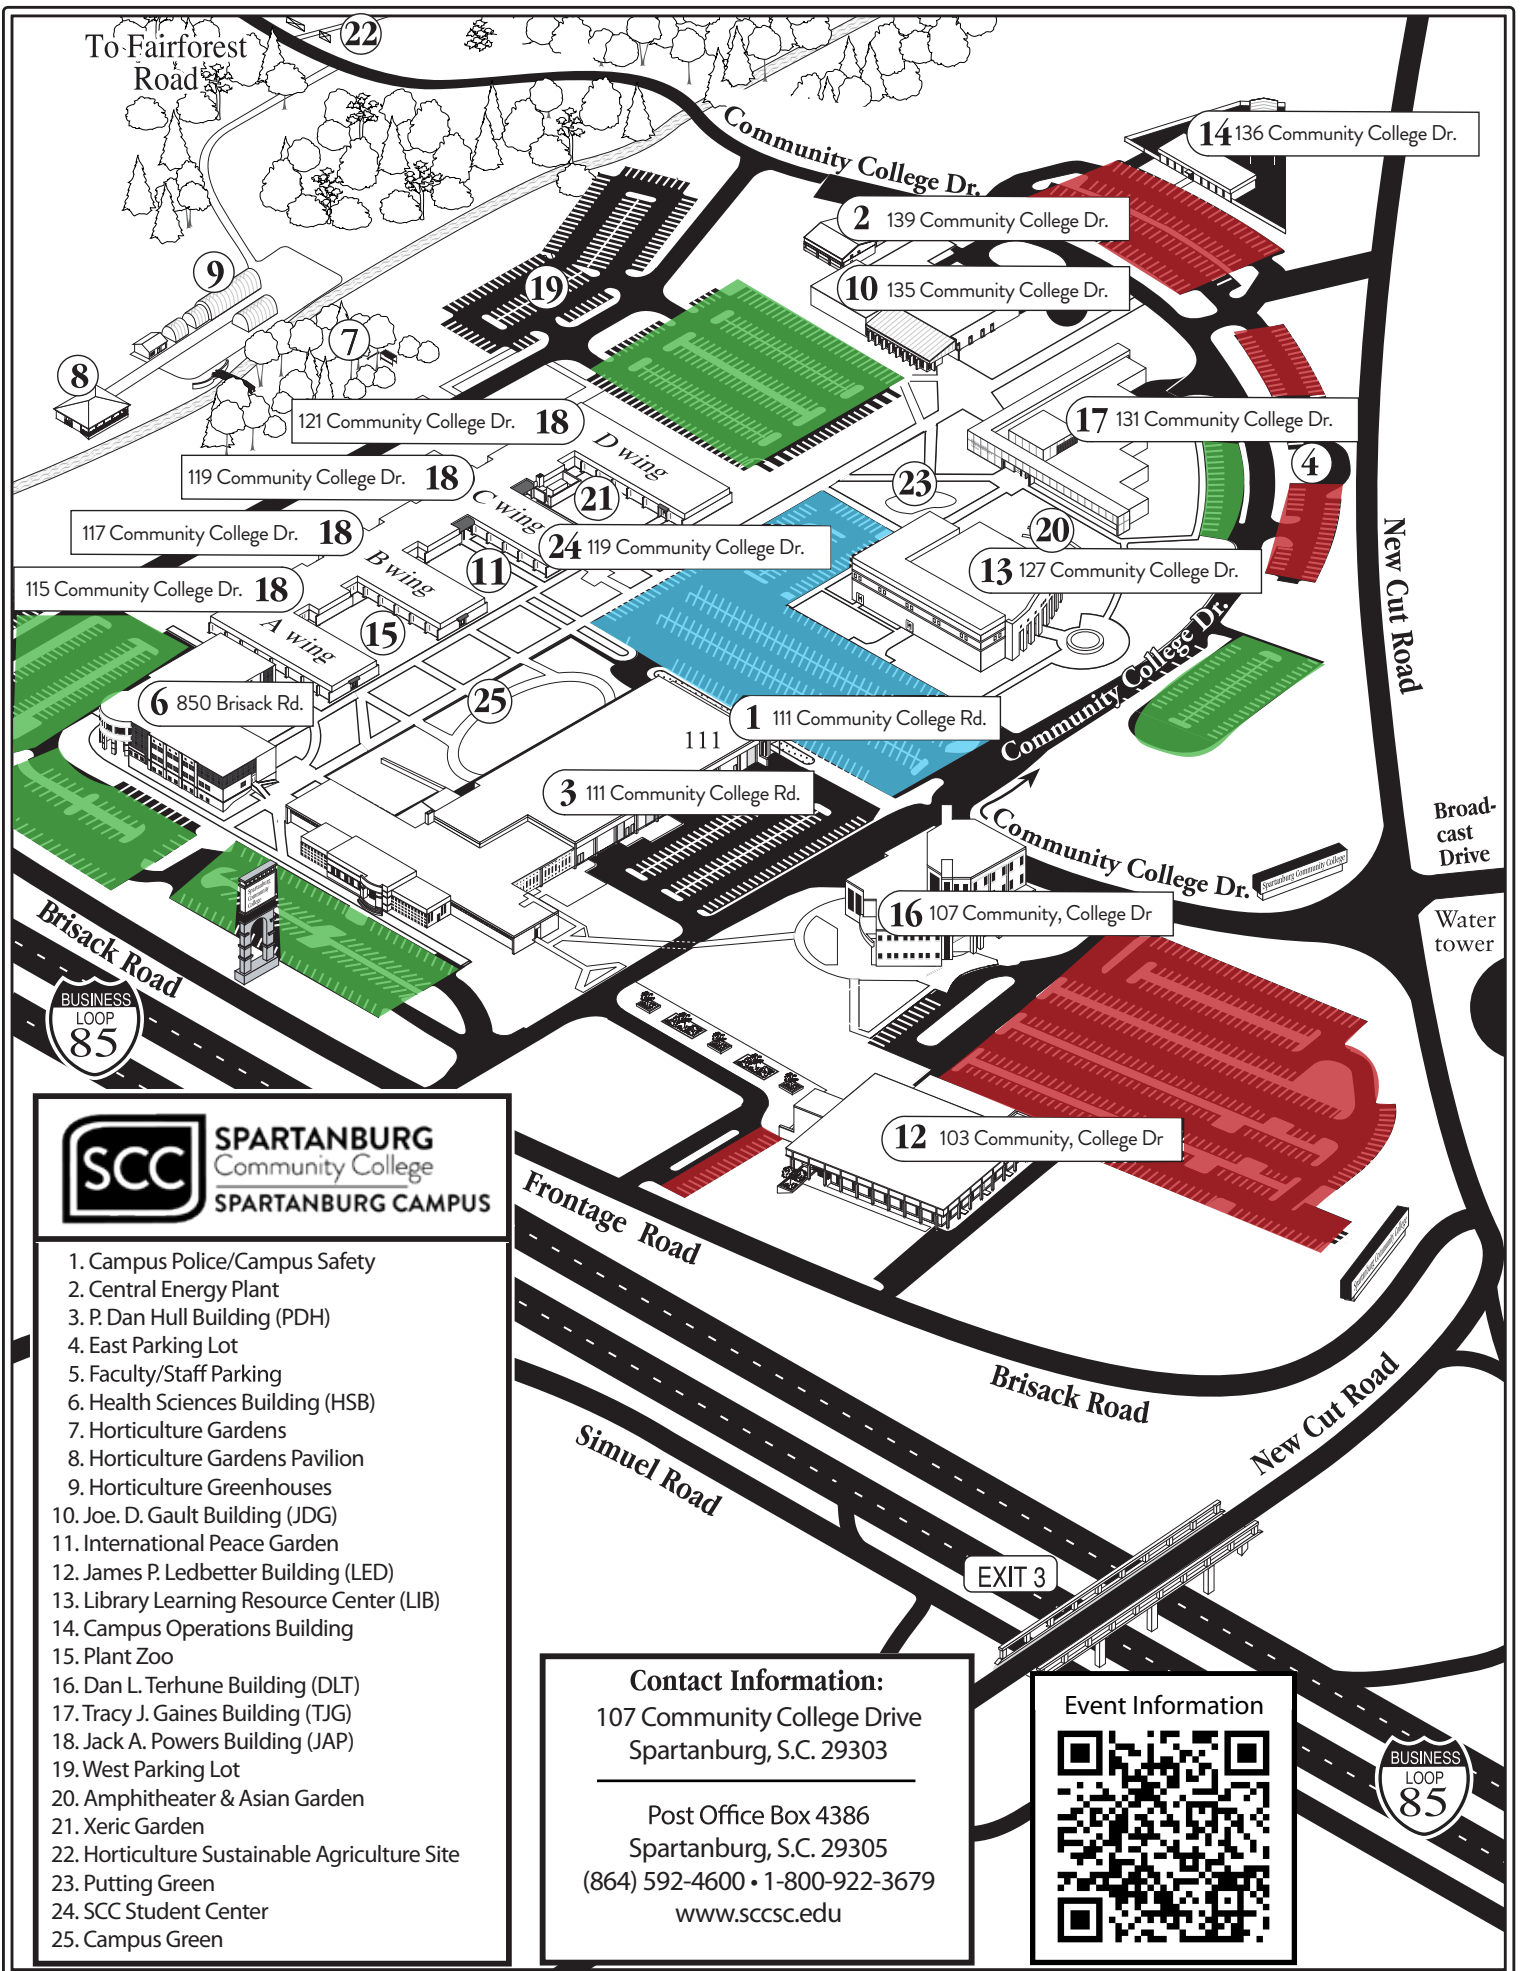 To Fairforest
Road
22
Community College Dr.
14 136 Community College Dr.
2 139 Community College Dr.
9
19
10 135 Community College Dr.
7
8
121 Community College Dr. 18
17 131 Community College Dr.
D wing
4
119 Community College Dr. 18
21
23
C wing
20
117 Community College Dr. 18
24 119 Community College Dr.
New Cut Road
11
B wing
13 127 Community College Dr.
115 Community College Dr. 18
15
A wing
Community College Dr.
25
6 850 Brisack Rd.
1 111 Community College Rd.
111
3 111 Community College Rd.
Broad-
cast
Drive
Community College Dr.
Spartanburg Community College
Spartanburg
Community
College
16 107 Community, College Dr
Water
tower
Brisack Road
BUSINESS
LOOP
85
12 103 Community, College Dr
SCC
SPARTANBURG
Community College
SPARTANBURG CAMPUS
Frontage Road
Spartanburg Community College
Brisack Road
New Cut Road
Simuel Road
EXIT 3
1. Campus Police/Campus Safety
2. Central Energy Plant
3. P. Dan Hull Building (PDH)
4. East Parking Lot
5. Faculty/Staff Parking
6. Health Sciences Building (HSB)
7. Horticulture Gardens
8. Horticulture Gardens Pavilion
9. Horticulture Greenhouses
10. Joe. D. Gault Building (JDG)
11. International Peace Garden
12. James P. Ledbetter Building (LED)
13. Library Learning Resource Center (LIB)
14. Campus Operations Building
15. Plant Zoo
16. Dan L. Terhune Building (DLT)
17. Tracy J. Gaines Building (TJG)
18. Jack A. Powers Building (JAP)
19. West Parking Lot
20. Amphitheater & Asian Garden
21. Xeric Garden
22. Horticulture Sustainable Agriculture Site
23. Putting Green
24. SCC Student Center
25. Campus Green
Contact Information:
107 Community College Drive
Spartanburg, S.C. 29303
Post Office Box 4386
Spartanburg, S.C. 29305
(864) 592-4600 • 1-800-922-3679
www.sccsc.edu
Event Information
BUSINESS
LOOP
85